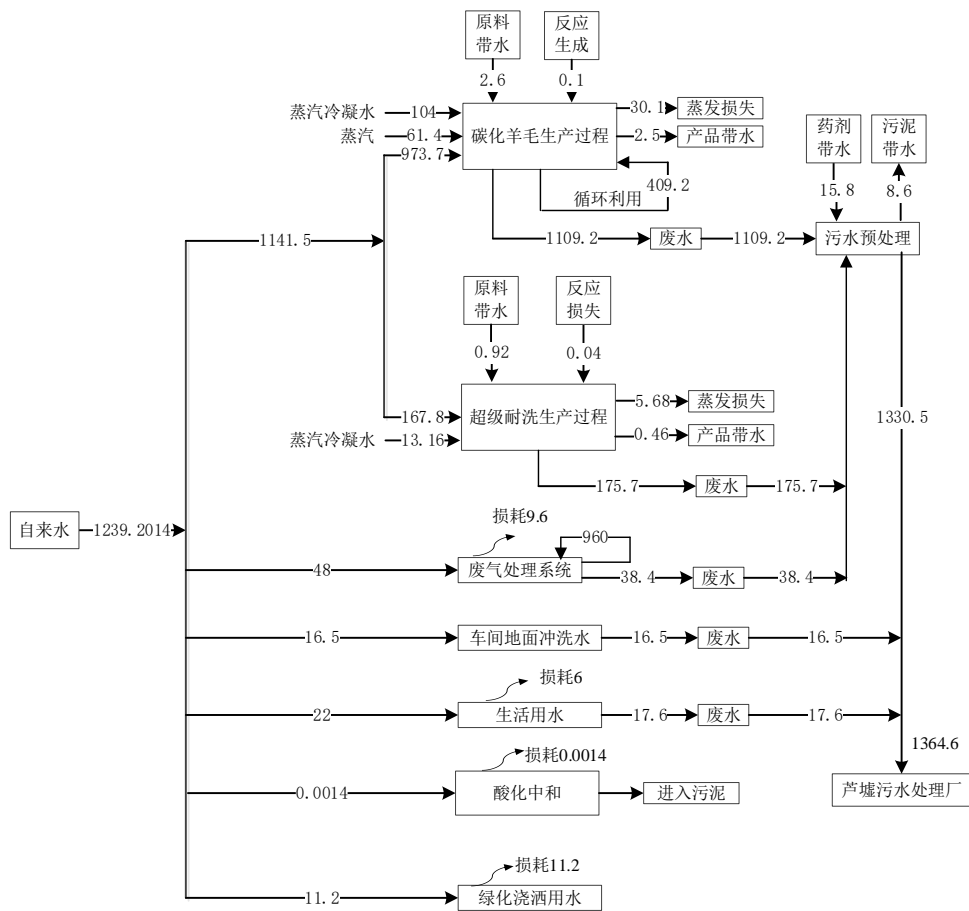 原料
带水
反应
生成
2.6
0.1
蒸汽冷凝水
104
蒸汽
61.4
973.7
碳化羊毛生产过程
30.1
蒸发损失
2.5
产品带水
409.2
循环利用
药剂
带水
污泥
带水
15.8
8.6
1141.5
1109.2
废水
1109.2
污水预处理
原料
带水
反应
损失
0.92
0.04
167.8
蒸汽冷凝水
13.16
超级耐洗生产过程
5.68
蒸发损失
0.46
产品带水
1330.5
175.7
废水
175.7
自来水
1239.2014
损耗9.6
960
48
废气处理系统
38.4
废水
38.4
16.5
车间地面冲洗水
16.5
废水
16.5
损耗6
22
生活用水
17.6
废水
17.6
1364.6
损耗0.0014
0.0014
酸化中和
进入污泥
芦墟污水处理厂
损耗11.2
11.2
绿化浇洒用水